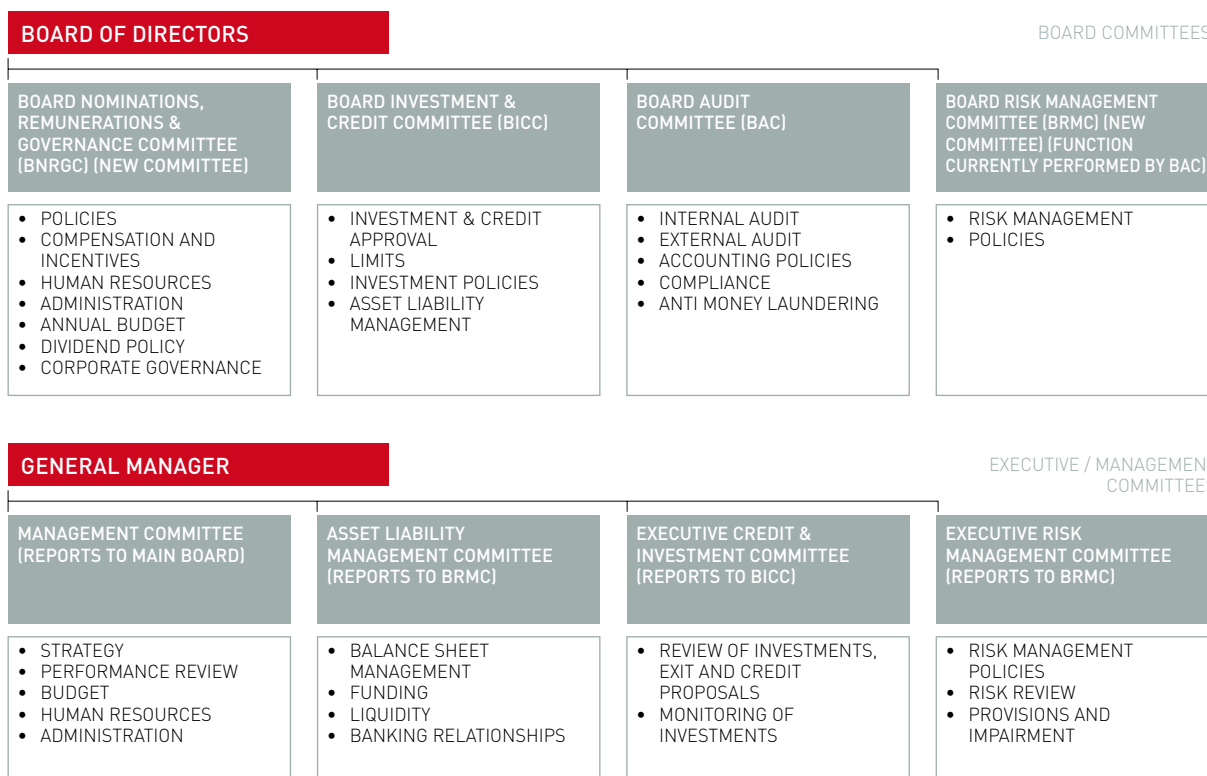 BOARD OF DIRECTORS
BOARD COMMITTEES
BOARD NOMINATIONS,
REMUNERATIONS &
GOVERNANCE COMMITTEE
(BNRGC) (NEW COMMITTEE)
BOARD INVESTMENT &
CREDIT COMMITTEE (BICC)
BOARD AUDIT
COMMITTEE (BAC)
BOARD RISK MANAGEMENT
COMMITTEE (BRMC) (NEW
COMMITTEE) (FUNCTION
CURRENTLY PERFORMED BY BAC)
• POLICIES
• COMPENSATION AND
INCENTIVES
• HUMAN RESOURCES
• ADMINISTRATION
• ANNUAL BUDGET
• DIVIDEND POLICY
• CORPORATE GOVERNANCE
• INVESTMENT & CREDIT
APPROVAL
• LIMITS
• INVESTMENT POLICIES
• ASSET LIABILITY
MANAGEMENT
• INTERNAL AUDIT
• EXTERNAL AUDIT
• ACCOUNTING POLICIES
• COMPLIANCE
• ANTI MONEY LAUNDERING
• RISK MANAGEMENT
• POLICIES
GENERAL MANAGER
EXECUTIVE / MANAGEMEN
COMMITTEE
MANAGEMENT COMMITTEE
(REPORTS TO MAIN BOARD)
ASSET LIABILITY
MANAGEMENT COMMITTEE
(REPORTS TO BRMC)
EXECUTIVE CREDIT &
INVESTMENT COMMITTEE
(REPORTS TO BICC)
EXECUTIVE RISK
MANAGEMENT COMMITTEE
(REPORTS TO BRMC)
• STRATEGY
• PERFORMANCE REVIEW
• BUDGET
• HUMAN RESOURCES
• ADMINISTRATION
• BALANCE SHEET
MANAGEMENT
• FUNDING
• LIQUIDITY
• BANKING RELATIONSHIPS
• REVIEW OF INVESTMENTS,
EXIT AND CREDIT
PROPOSALS
• MONITORING OF
INVESTMENTS
• RISK MANAGEMENT
POLICIES
• RISK REVIEW
• PROVISIONS AND
IMPAIRMENT